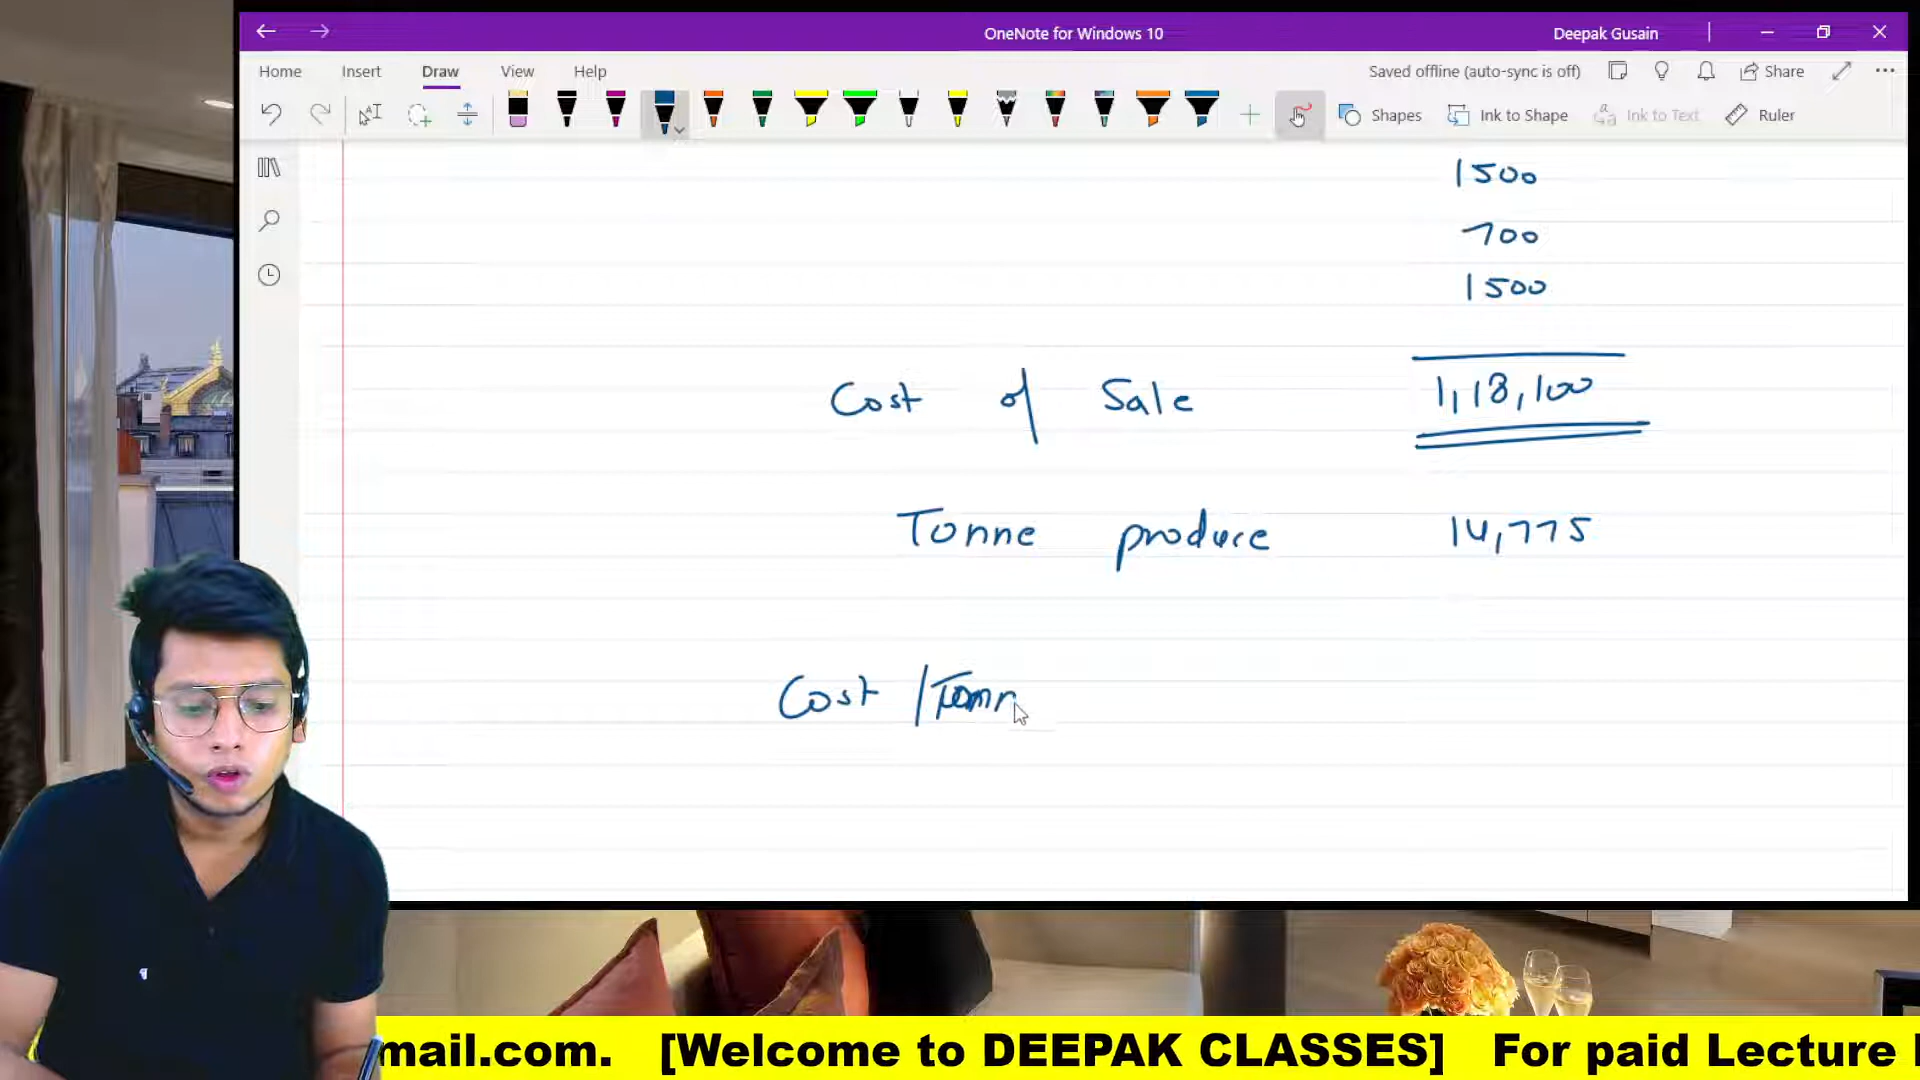 OneNote for Windows 10
Deepak Gusain
Home Insert Draw View Help
Saved offline (auto-sync is off) Share
Shapes Ink to Shape Ink to Text Ruler
1500
700
1500
Cost of Sale 1,18,100
Tonne produce 14,775
Cost / Tonn
mail.com. [Welcome to DEEPAK CLASSES] For paid Lecture